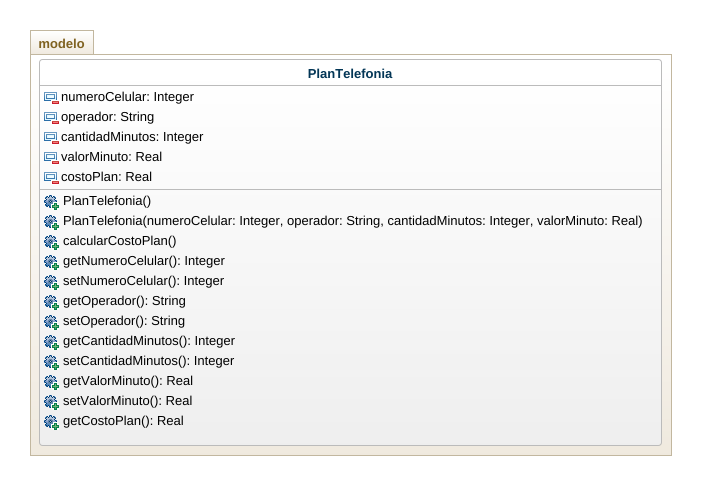 modelo
PlanTelefonia
numeroCelular: Integer
operador: String
cantidadMinutos: Integer
valorMinuto: Real
costoPlan: Real
PlanTelefonia()
PlanTelefonia(numeroCelular: Integer, operador: String, cantidadMinutos: Integer, valorMinuto: Real)
calcularCostoPlan()
getNumeroCelular(): Integer
setNumeroCelular(): Integer
getOperador(): String
setOperador(): String
getCantidadMinutos(): Integer
setCantidadMinutos(): Integer
getValorMinuto(): Real
setValorMinuto(): Real
getCostoPlan(): Real